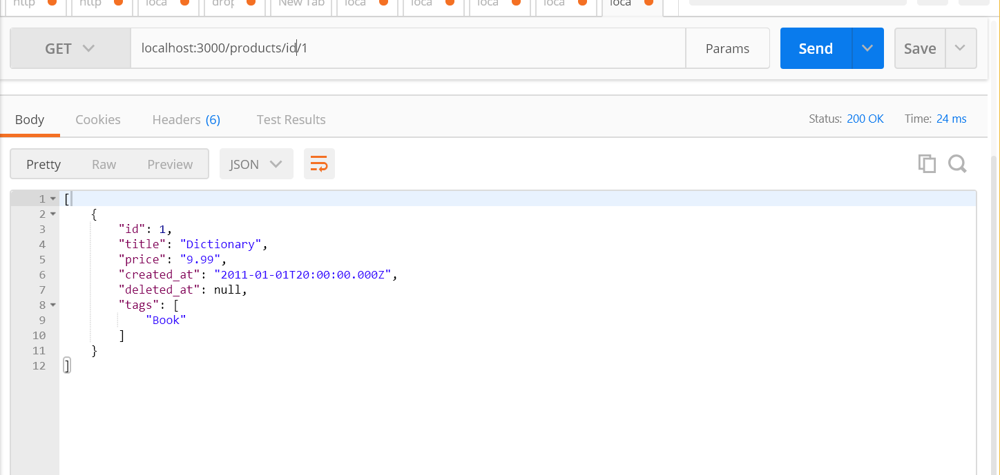 http http loca drop New Tab loca loca loca loca loca
GET localhost:3000/products/id/1 Params Send Save
Body Cookies Headers (6) Test Results Status: 200 OK Time: 24 ms
Pretty Raw Preview JSON
1 [
2 {
3 "id": 1,
4 "title": "Dictionary",
5 "price": "9.99",
6 "created_at": "2011-01-01T20:00:00.000Z",
7 "deleted_at": null,
8 "tags": [
9 "Book"
10 ]
11 }
12 ]